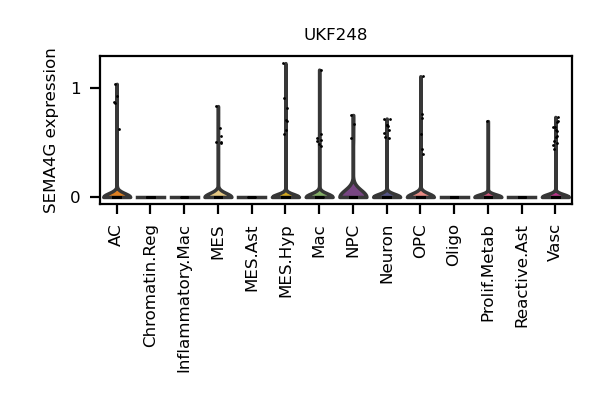 UKF248
SEMA4G expression
1
0
AC
Chromatin.Reg
Inflammatory.Mac
MES
MES.Ast
MES.Hyp
Mac
NPC
Neuron
OPC
Oligo
Prolif.Metab
Reactive.Ast
Vasc